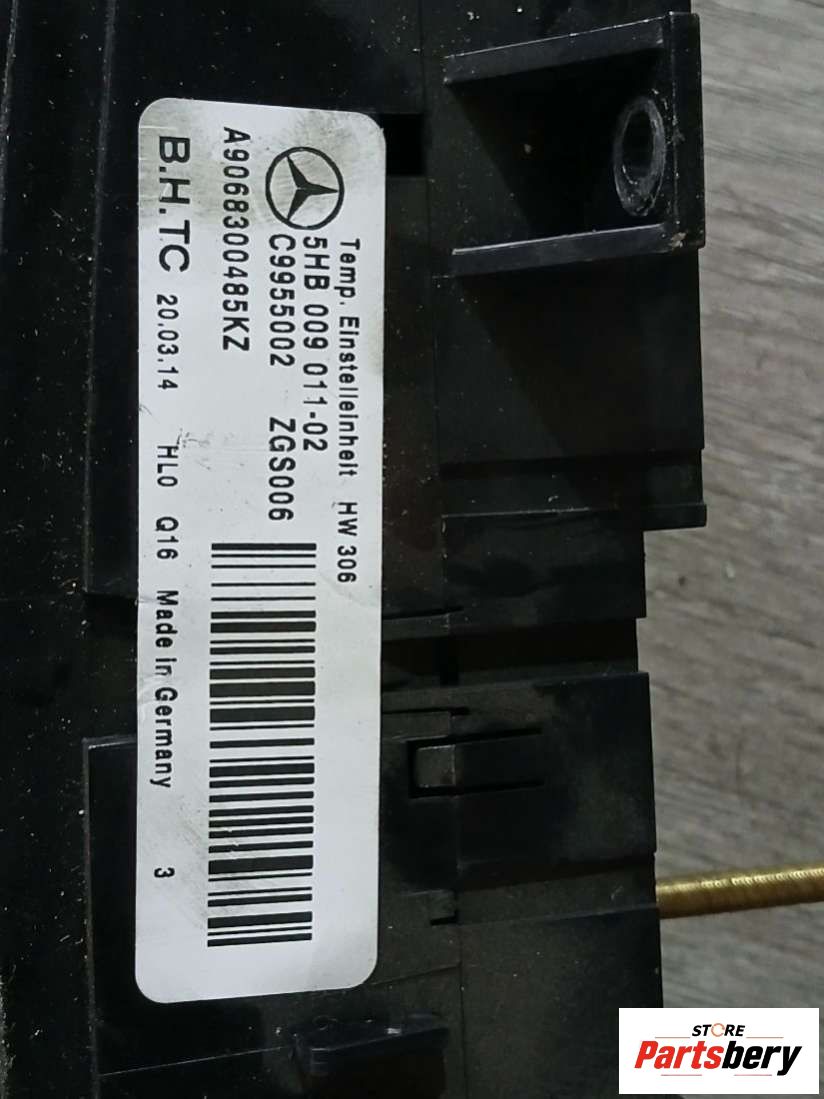 Temp. Einstelleinheit HW 306
5HB 009 011-02
C9955002 ZGS006
A9068300485KZ
B.H.TC 20.03.14 HL0 Q16 Made in Germany 3
STORE
Partsbery